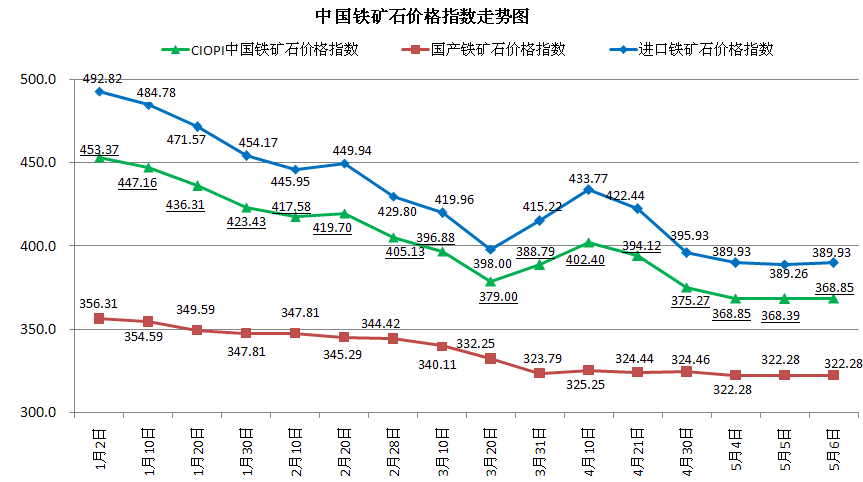 中国铁矿石价格指数走势图
CIOPI中国铁矿石价格指数 国产铁矿石价格指数 进口铁矿石价格指数
500.0
450.0
400.0
350.0
300.0
492.82 484.78 471.57 454.17 445.95 449.94 429.80 419.96 398.00 415.22 433.77 422.44 395.93 389.93 389.26 389.93
453.37 447.16 436.31 423.43 417.58 419.70 405.13 396.88 379.00 388.79 402.40 394.12 375.27 368.85 368.39 368.85
356.31 354.59 349.59 347.81 347.81 345.29 344.42 340.11 332.25 323.79 325.25 324.44 324.46 322.28 322.28 322.28
1月2日 1月10日 1月20日 1月30日 2月10日 2月20日 2月28日 3月10日 3月20日 3月31日 4月10日 4月21日 4月30日 5月4日 5月5日 5月6日